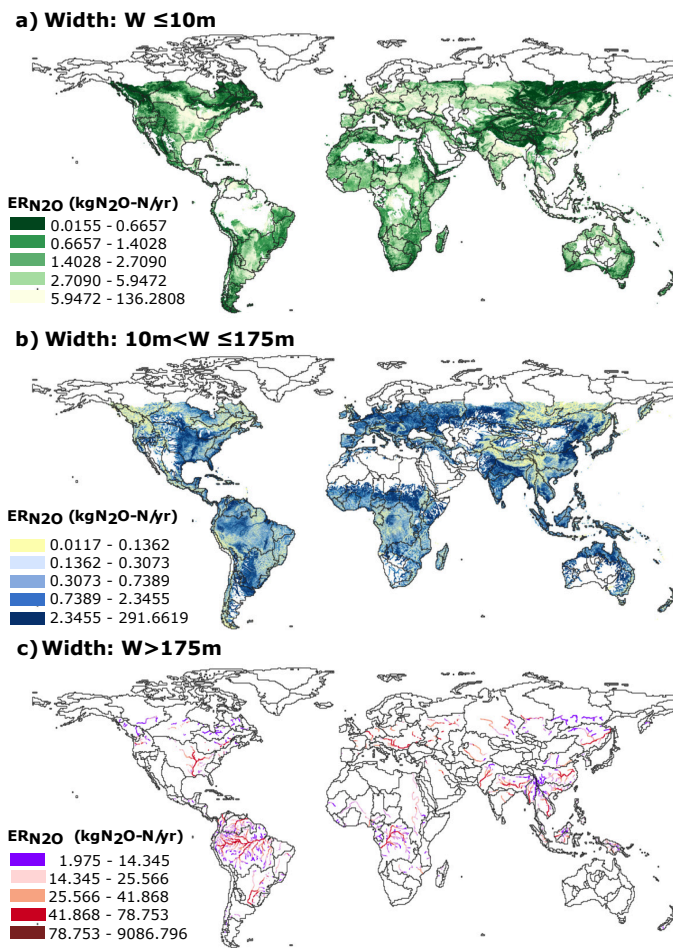 a) Width: W ≤10m
ERN2O (kgN2O-N/yr)
0.0155 - 0.6657
0.6657 - 1.4028
1.4028 - 2.7090
2.7090 - 5.9472
5.9472 - 136.2808
b) Width: 10m<W ≤175m
ERN2O (kgN2O-N/yr)
0.0117 - 0.1362
0.1362 - 0.3073
0.3073 - 0.7389
0.7389 - 2.3455
2.3455 - 291.6619
c) Width: W>175m
ERN2O (kgN2O-N/yr)
1.975 - 14.345
14.345 - 25.566
25.566 - 41.868
41.868 - 78.753
78.753 - 9086.796